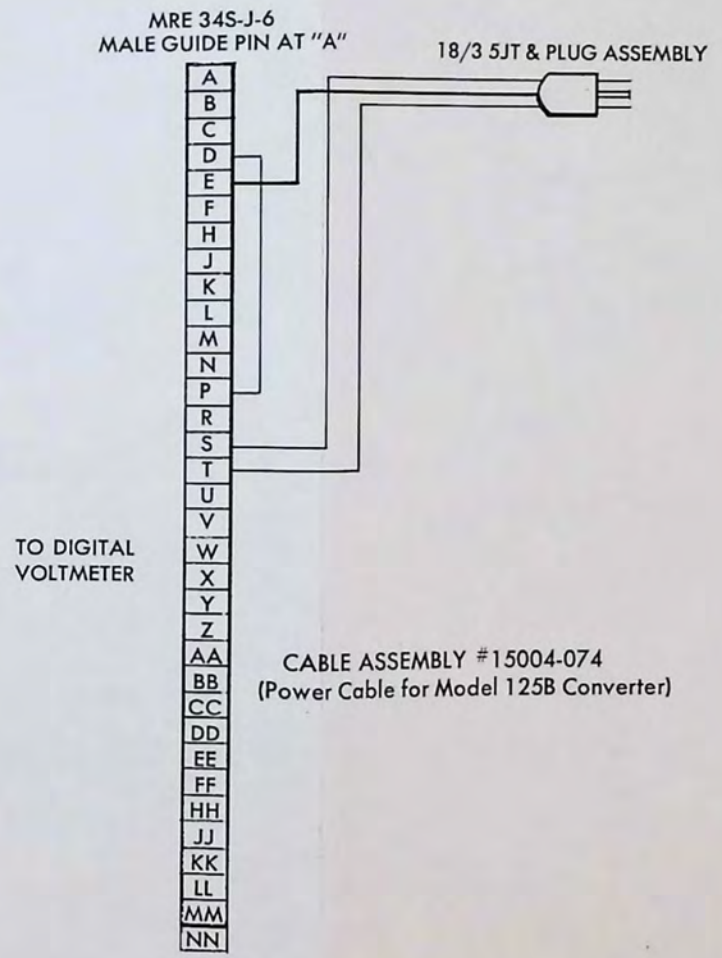 MRE 34S-J-6
MALE GUIDE PIN AT "A"
18/3 5JT & PLUG ASSEMBLY
A
B
C
D
E
F
H
J
K
L
M
N
P
R
S
T
U
V
W
X
Y
Z
AA
BB
CC
DD
EE
FF
HH
JJ
KK
LL
MM
NN
TO DIGITAL
VOLTMETER
CABLE ASSEMBLY #15004-074
(Power Cable for Model 125B Converter)